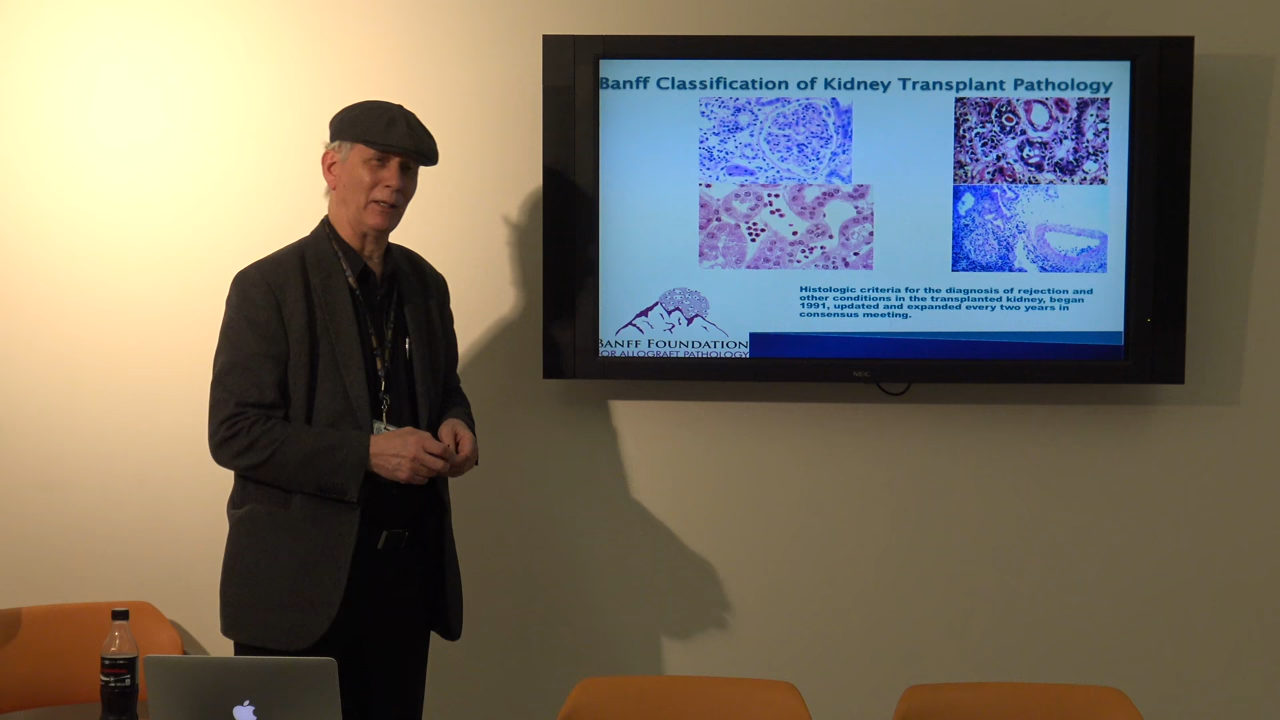 Banff Classification of Kidney Transplant Pathology
Histologic criteria for the diagnosis of rejection and
other conditions in the transplanted kidney, began
1991, updated and expanded every two years in
consensus meeting.
BANFF FOUNDATION
FOR ALLOGRAFT PATHOLOGY
NEC